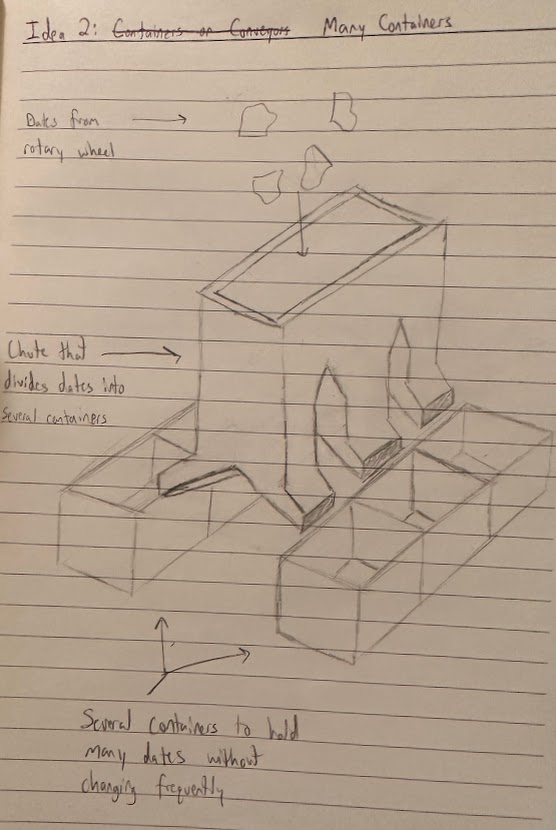 Idea 2: Containers or Conveyors Many Containers
Dates from
rotary wheel
Chute that
divides dates into
several containers
Several containers to hold
many dates without
changing frequently